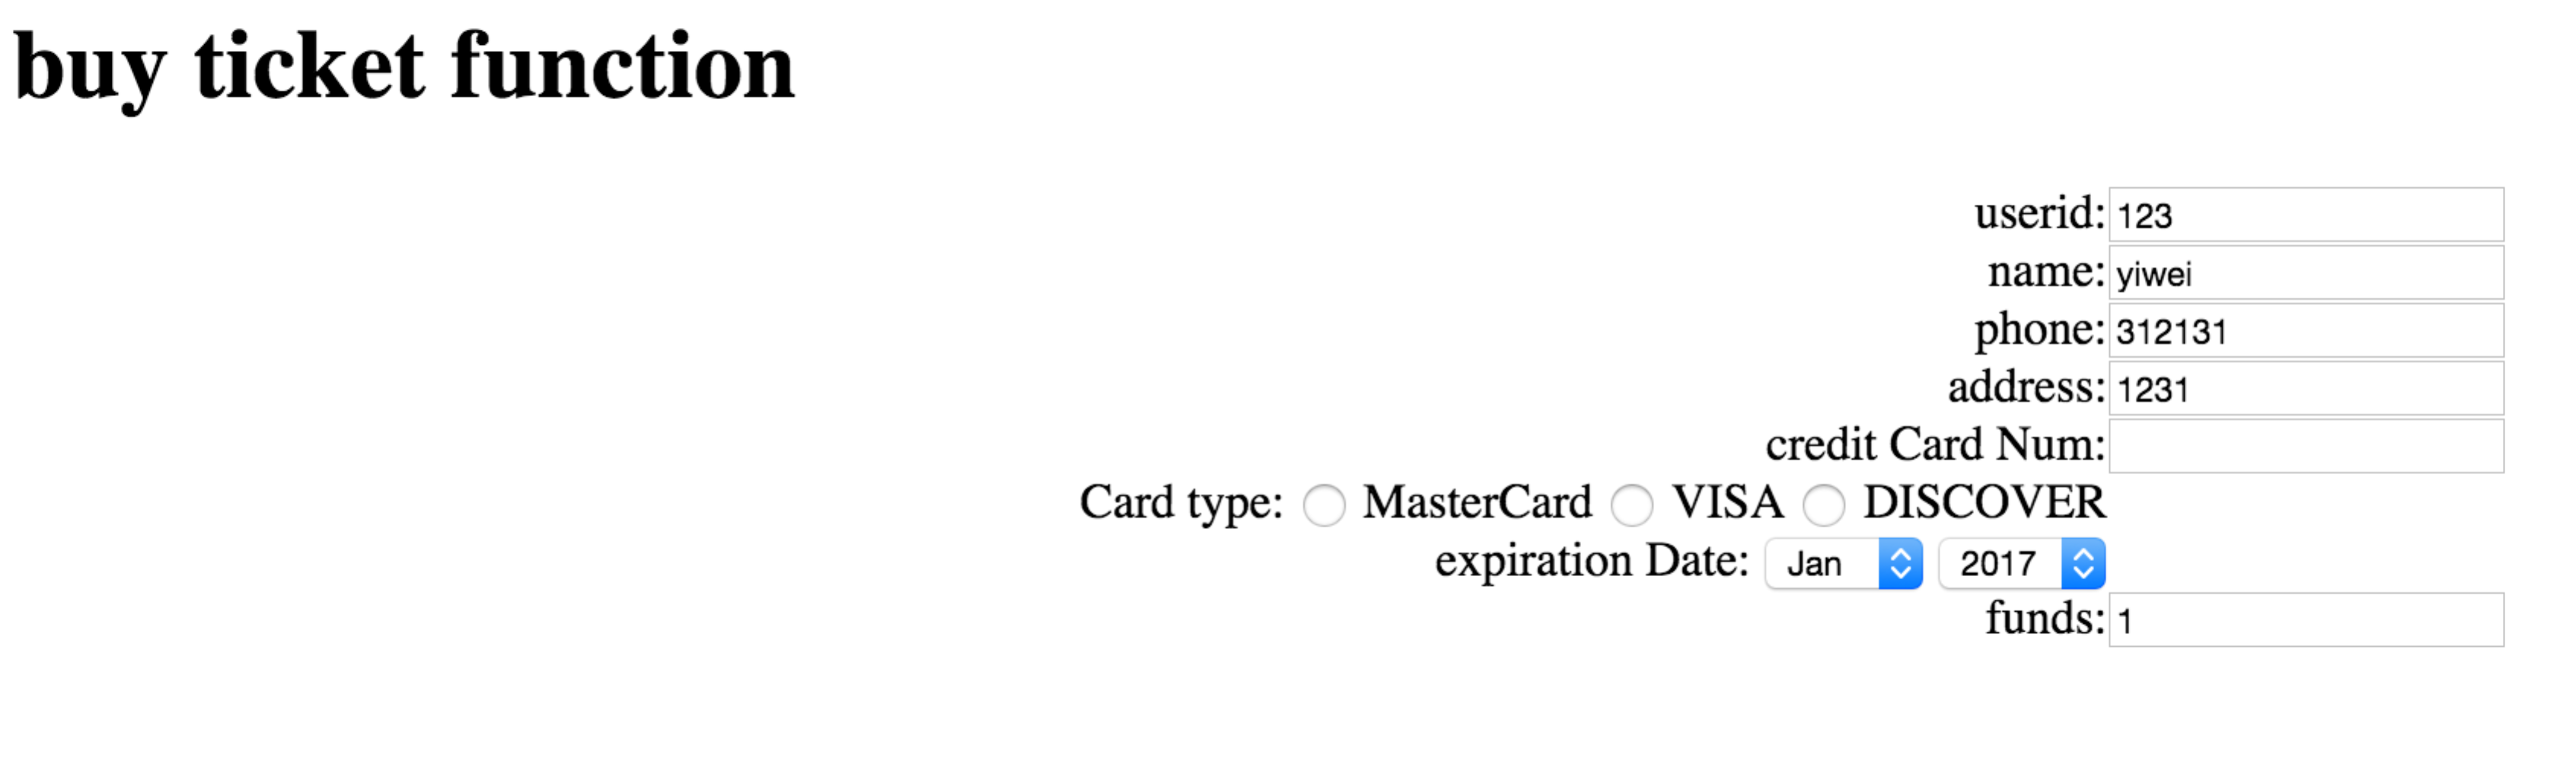 buy ticket function
userid: 123
name: yiwei
phone: 312131
address: 1231
credit Card Num:
Card type: MasterCard VISA DISCOVER
expiration Date: Jan 2017
funds: 1